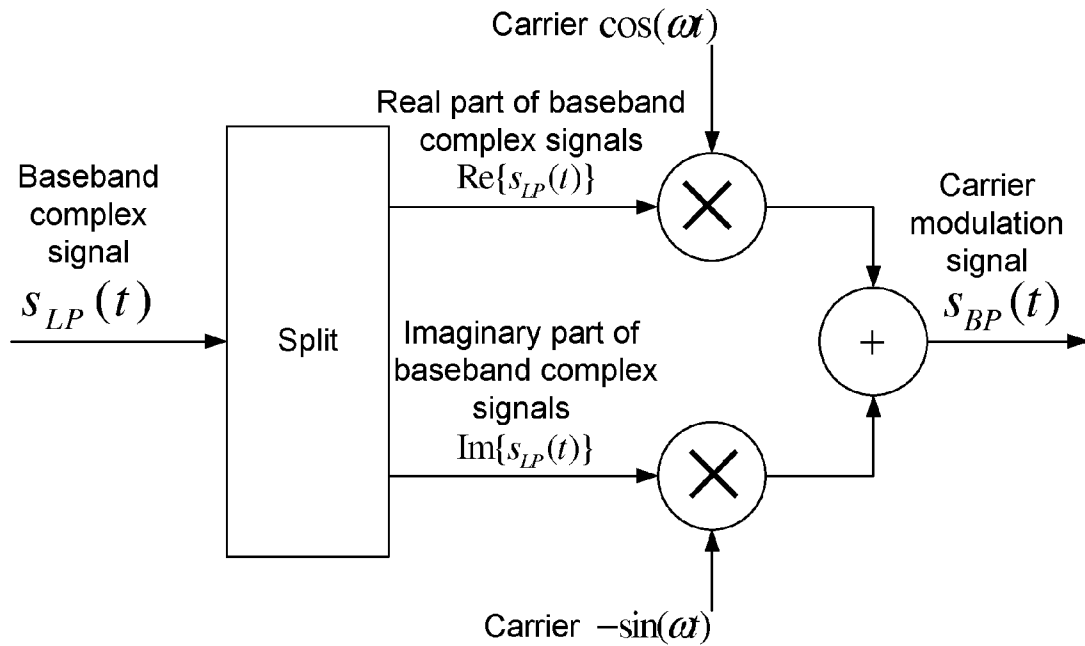 Carrier cos(ωt)
Real part of baseband
complex signals
Re{s_LP(t)}
Baseband
complex
signal
s_LP(t)
Split
Imaginary part of
baseband complex
signals
Im{s_LP(t)}
+
Carrier
modulation
signal
s_BP(t)
Carrier −sin(ωt)